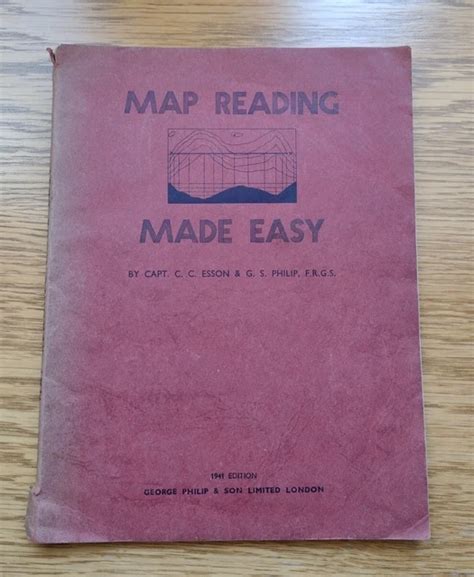 MAP READING
MADE EASY
BY CAPT. C. C. ESSON & G. S. PHILIP, F.R.G.S.
1941 EDITION
GEORGE PHILIP & SON LIMITED LONDON